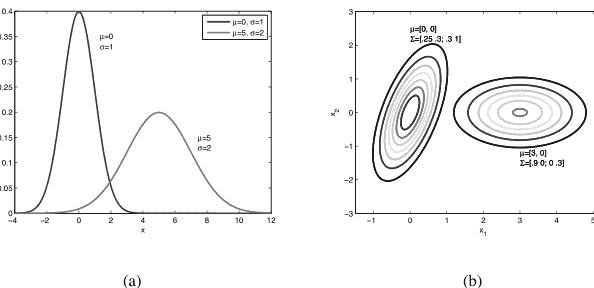 0.4
0.35
0.3
0.25
0.2
0.15
0.1
0.05
0
−4 −2 0 2 4 6 8 10 12
x
μ=0, σ=1
μ=5, σ=2
μ=0
σ=1
μ=5
σ=2
(a)
3
2
1
0
−1
−2
−3
−1 0 1 2 3 4 5
x₁
x₂
μ=[0, 0]
Σ=[.25 .3; .3 1]
μ=[3, 0]
Σ=[.9 0; 0 .3]
(b)